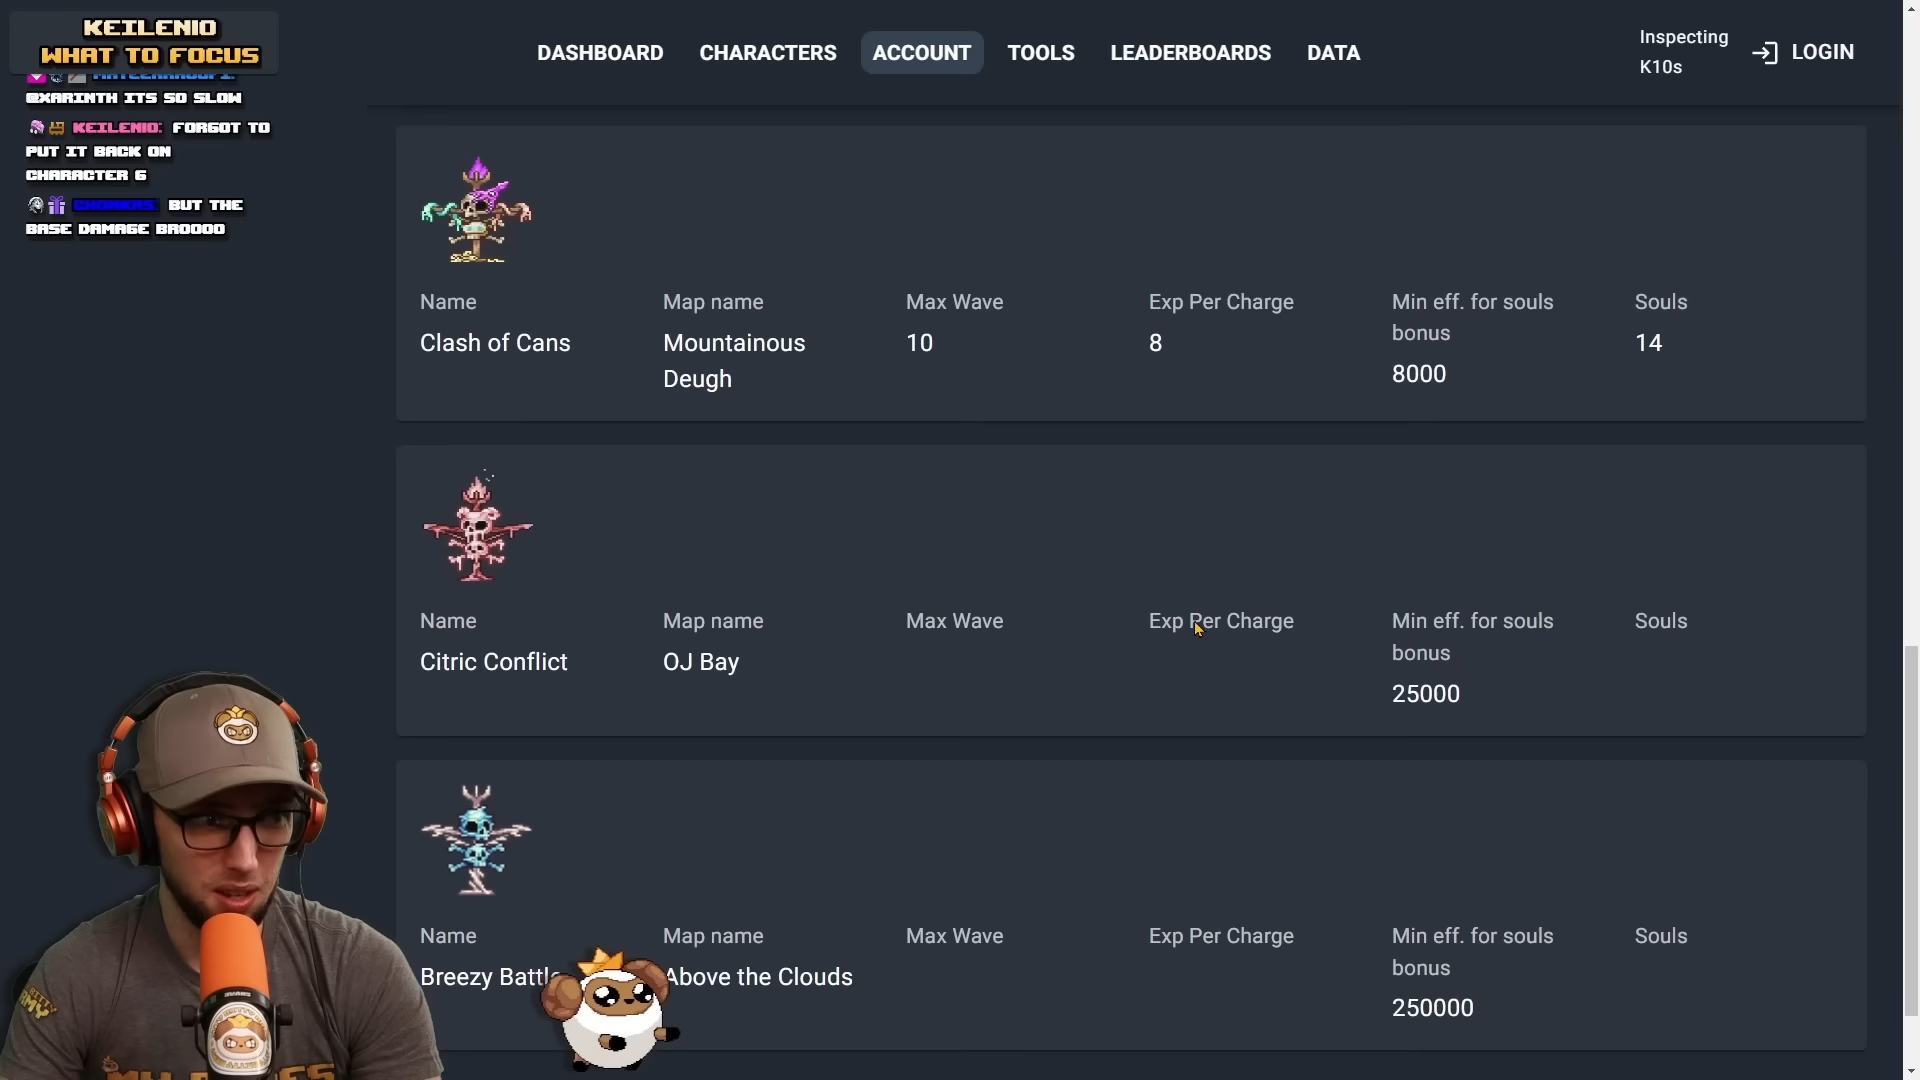 KEILENIO
WHAT TO FOCUS
@XARINTH ITS SO SLOW
KEILENIO: FORGOT TO
PUT IT BACK ON
CHARACTER 6
CHONKAS: BUT THE
BASE DAMAGE BROOOO
DASHBOARD
CHARACTERS
ACCOUNT
TOOLS
LEADERBOARDS
DATA
Inspecting
K10s
LOGIN
Name
Clash of Cans
Map name
Mountainous
Deugh
Max Wave
10
Exp Per Charge
8
Min eff. for souls
bonus
8000
Souls
14
Name
Citric Conflict
Map name
OJ Bay
Max Wave
Exp Per Charge
Min eff. for souls
bonus
25000
Souls
Name
Breezy Battle
Map name
Above the Clouds
Max Wave
Exp Per Charge
Min eff. for souls
bonus
250000
Souls